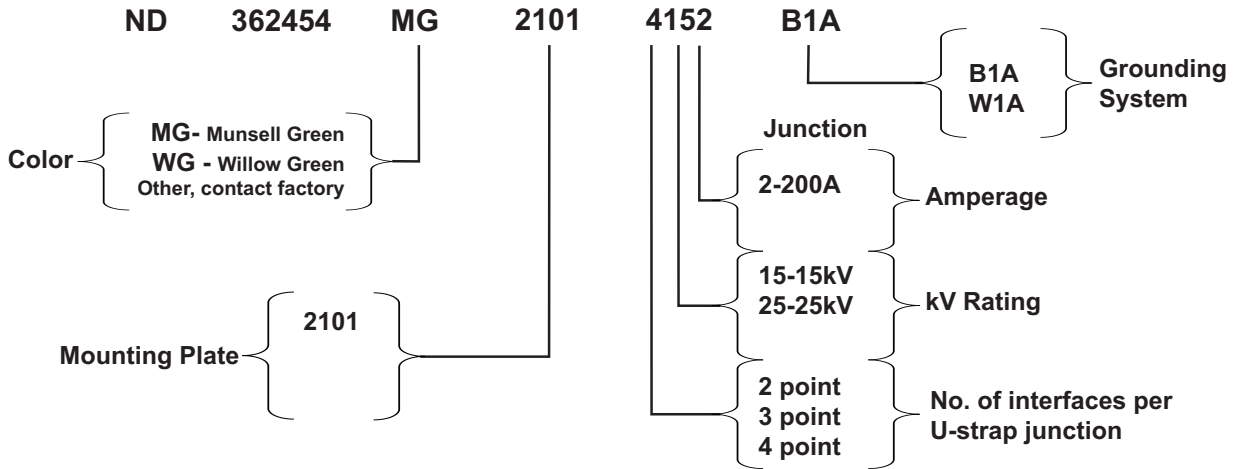 ND 362454 MG 2101 4152 B1A
B1A
W1A
Grounding
System
MG- Munsell Green
WG - Willow Green
Other, contact factory
Color
Junction
2-200A
Amperage
15-15kV
25-25kV
kV Rating
2101
Mounting Plate
2 point
3 point
4 point
No. of interfaces per
U-strap junction